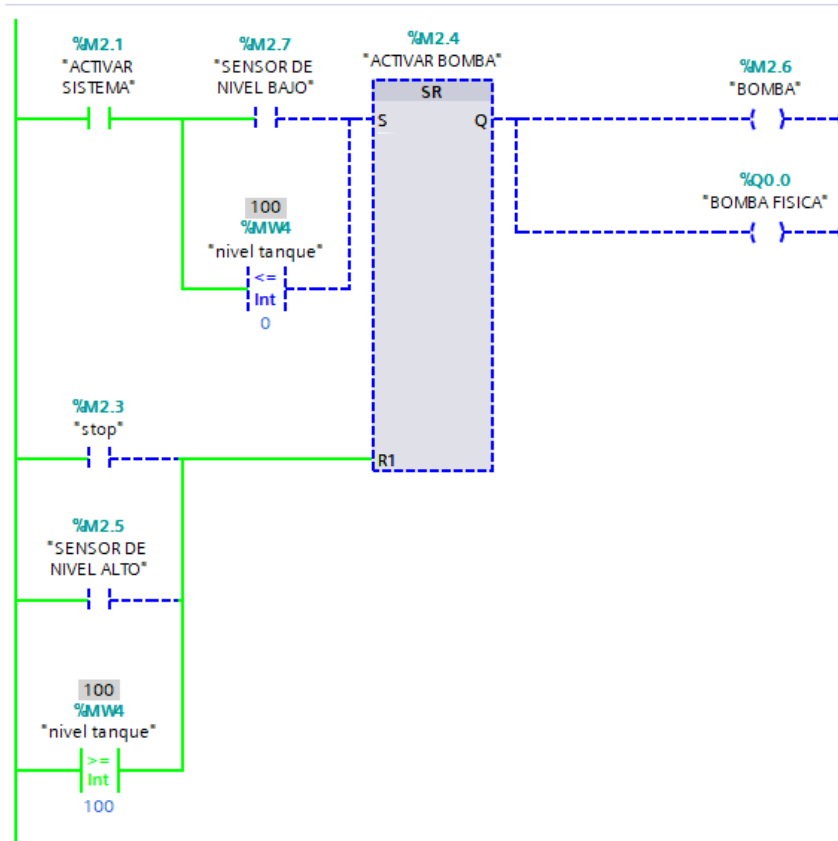 %M2.1
"ACTIVAR
SISTEMA"
%M2.7
"SENSOR DE
NIVEL BAJO"
%M2.4
"ACTIVAR BOMBA"
SR
S
Q
R1
%M2.6
"BOMBA"
%Q0.0
"BOMBA FISICA"
100
%MW4
"nivel tanque"
<=
Int
0
%M2.3
"stop"
%M2.5
"SENSOR DE
NIVEL ALTO"
100
%MW4
"nivel tanque"
>=
Int
100